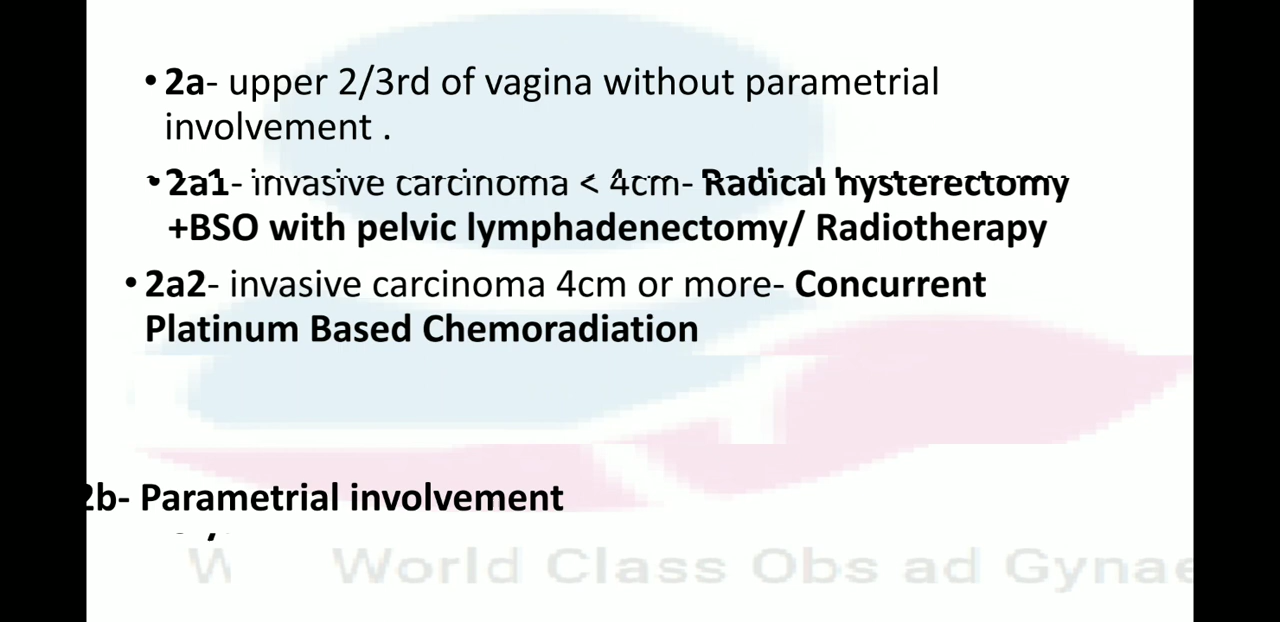 • 2a- upper 2/3rd of vagina without parametrial
involvement .
• 2a1- invasive carcinoma < 4cm- Radical hysterectomy
+BSO with pelvic lymphadenectomy/ Radiotherapy
• 2a2- invasive carcinoma 4cm or more- Concurrent
Platinum Based Chemoradiation
2b- Parametrial involvement
W World Class Obs ad Gynae